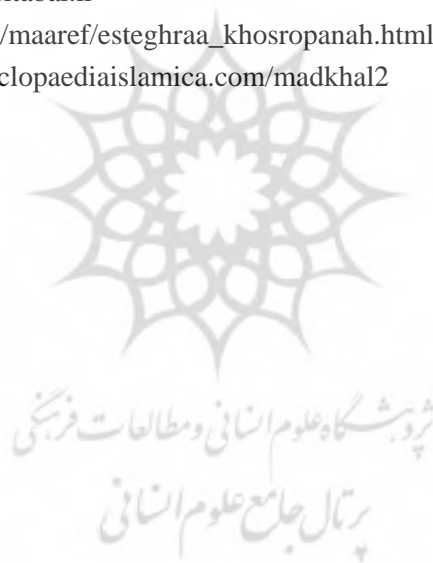 /maaref/esteghraa_khosropanah.html
clopaediaislamica.com/madkhal2
پژوهشگاه علوم انسانی و مطالعات فرهنگی
پرتال جامع علوم انسانی